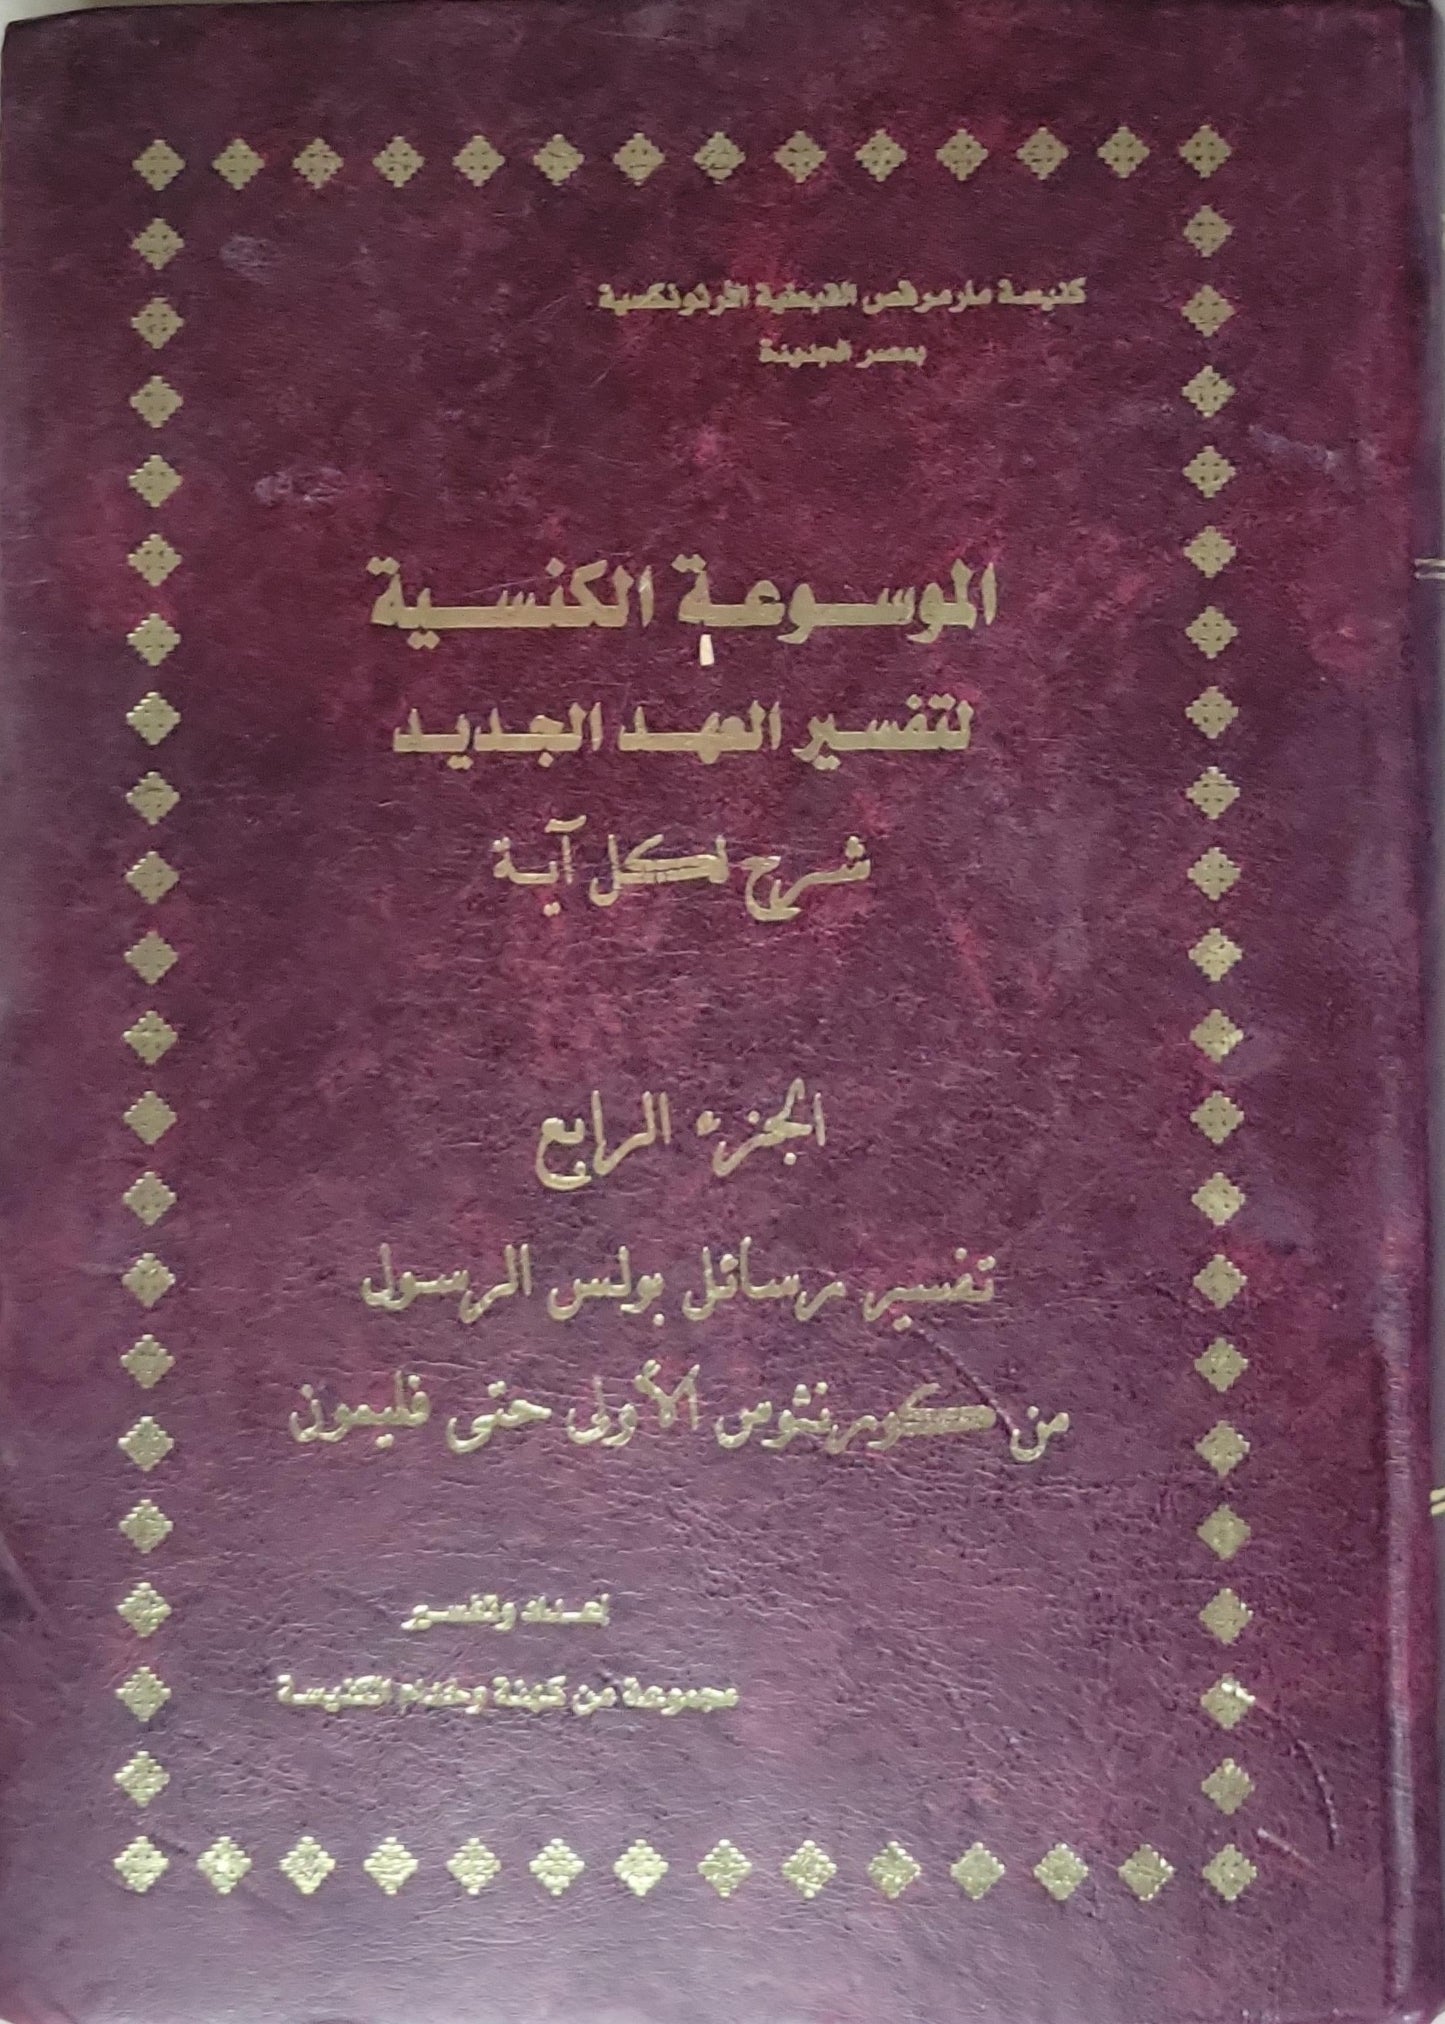 كنيسة مارمرقس القبطية الأرثوذكسية
بمصر الجديدة
الموسوعة الكنسية
لتفسير العهد الجديد
شرح لكل آية
الجزء الرابع
تفسير رسائل بولس الرسول
من كورنثوس الأولى حتى فليمون
إعداد وتفسير
مجموعة من كهنة وخدام الكنيسة